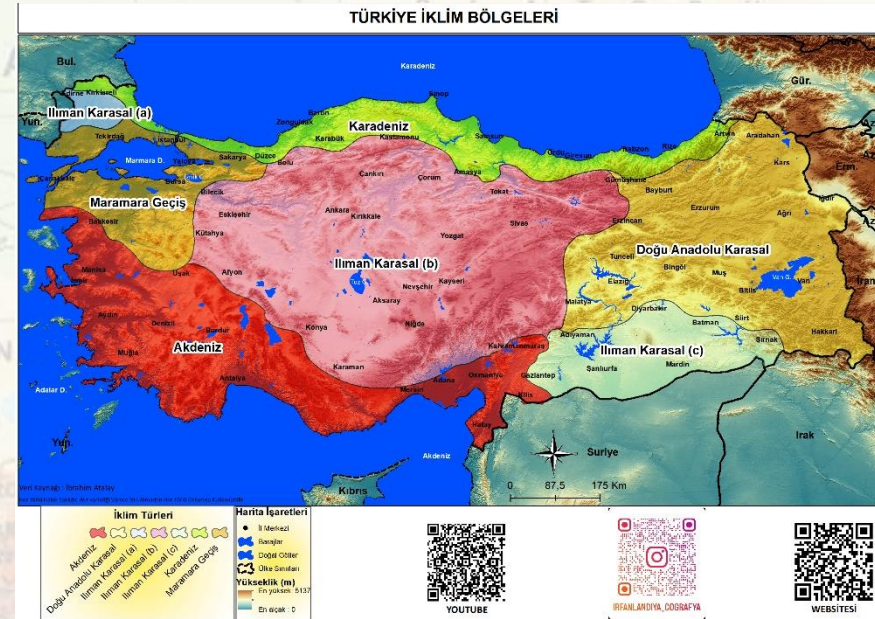 TÜRKİYE İKLİM BÖLGELERİ
Bul.
Karadeniz
Gür.
Edirne Kırklareli
Ilıman Karasal (a)
Yun.
Tekirdağ
İstanbul
Marmara D.
Yalova
Sakarya
Düzce
Zonguldak
Bartın
Karabük
Kastamonu
Sinop
Karadeniz
Samsun
Ordu
Giresun
Trabzon
Rize
Artvin
Aradahan
Kars
Erm.
Iğdır
Çanakkale
Bursa
Bilecik
Bolu
Çankırı
Çorum
Amasya
Tokat
Gümüşhane
Bayburt
Maramara Geçiş
Balıkesir
Kütahya
Eskişehir
Ankara
Kırıkkale
Yozgat
Sivas
Erzincan
Erzurum
Ağrı
Doğu Anadolu Karasal
Manisa
İzmir
Uşak
Afyon
Ilıman Karasal (b)
Tuz
Nevşehir
Kayseri
Aksaray
Malatya
Tunceli
Elazığ
Bingöl
Muş
Bitlis
Van G.
Van
İran
Aydın
Denizli
Burdur
Akdeniz
Muğla
Antalya
Konya
Karaman
Niğde
Kahramanmaraş
Adıyaman
Diyarbakır
Batman
Siirt
Şırnak
Hakkari
Ilıman Karasal (c)
Mersin
Adana
Osmaniye
Gaziantep
Kilis
Hatay
Şanlıurfa
Mardin
Adalar D.
Yun.
Akdeniz
Kıbrıs
Suriye
Irak
0 87,5 175 Km
Veri Kaynağı : İbrahim Atalay
İklim Türleri
Akdeniz
Doğu Anadolu Karasal
Ilıman Karasal (a)
Ilıman Karasal (b)
Ilıman Karasal (c)
Karadeniz
Maramara Geçiş
Harita İşaretleri
İl Merkezi
Barajlar
Doğal Göller
Ülke Sınırları
Yükseklik (m)
En yüksek 5137
En alçak : 0
YOUTUBE
IRFANLANDIYA_COGRAFYA
WEBSİTESİ